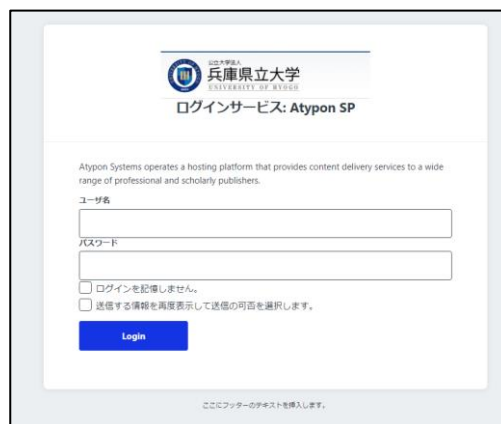 公立大学法人
兵庫県立大学
UNIVERSITY OF HYOGO
ログインサービス: Atypon SP
Atypon Systems operates a hosting platform that provides content delivery services to a wide
range of professional and scholarly publishers.
ユーザ名
パスワード
ログインを記憶しません。
送信する情報を再度表示して送信の可否を選択します。
Login
ここにフッターのテキストを挿入します。